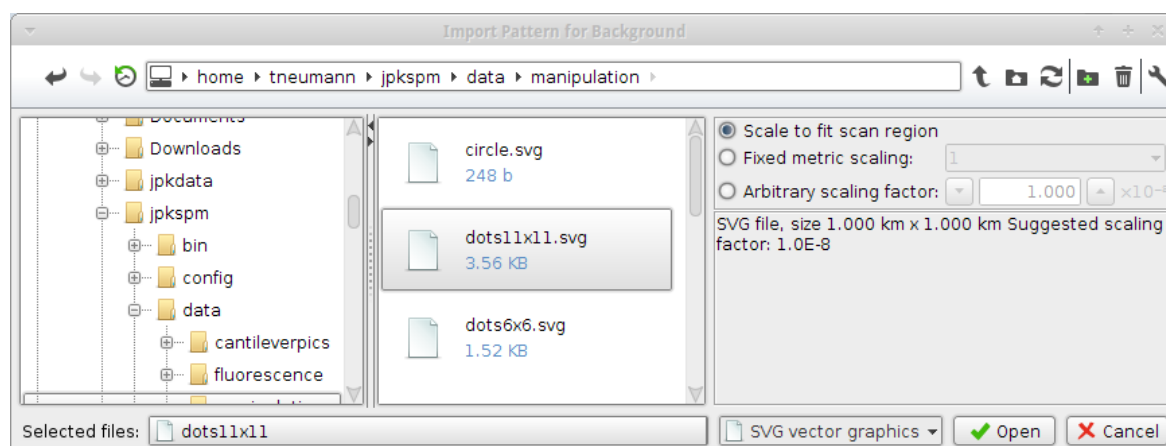 Import Pattern for Background
home tneumann jpkspm data manipulation
Documents
Downloads
jpkdata
jpkspm
bin
config
data
cantileverpics
fluorescence
circle.svg
248 b
dots11x11.svg
3.56 KB
dots6x6.svg
1.52 KB
Scale to fit scan region
Fixed metric scaling: 1
Arbitrary scaling factor: 1.000
SVG file, size 1.000 km x 1.000 km Suggested scaling
factor: 1.0E-8
Selected files: dots11x11
SVG vector graphics Open Cancel